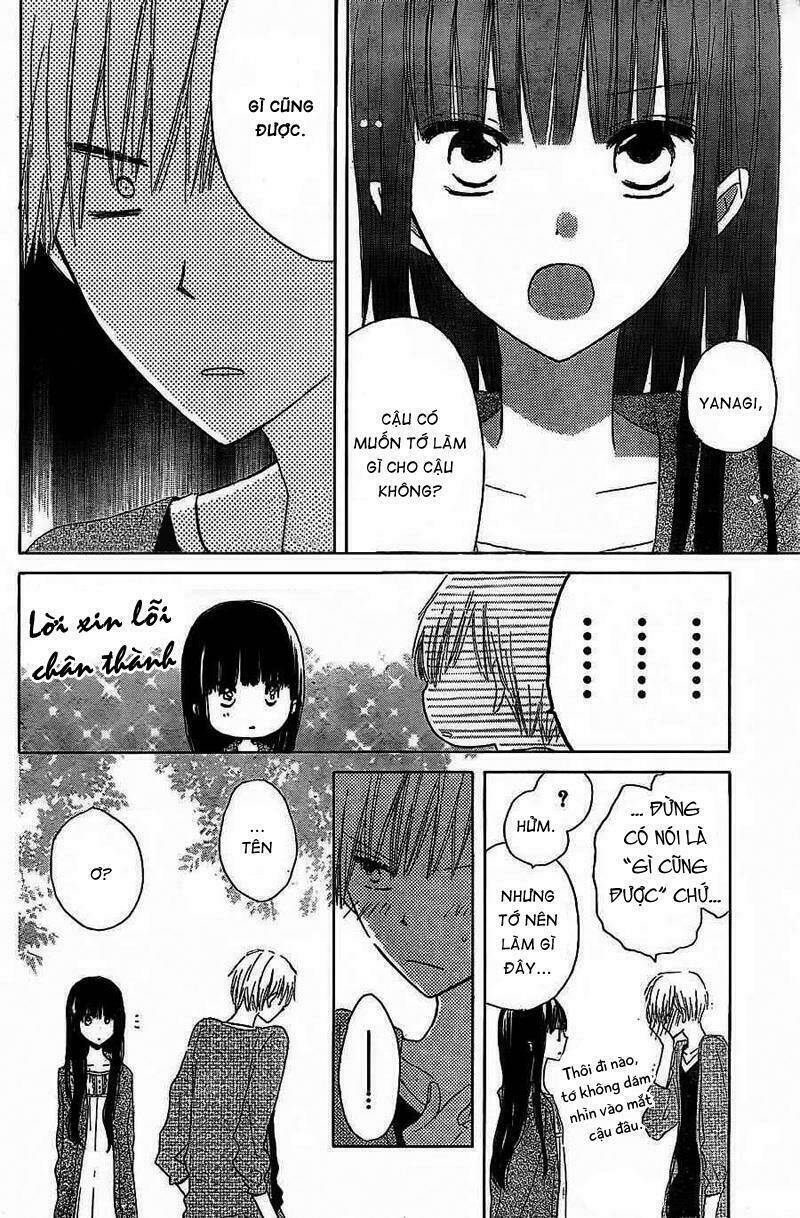 YANAGI,
CẬU CÓ
MUỐN TỚ LÀM
GÌ CHO CẬU
KHÔNG?
GÌ CŨNG
ĐƯỢC.
Lời xin lỗi
chân thành
... ĐỪNG
CÓ NÓI LÀ
“GÌ CŨNG
ĐƯỢC” CHỨ...
?
HỬM.
NHƯNG
TỚ NÊN
LÀM GÌ
ĐÂY...
Thôi đi nào,
tớ không dám
nhìn vào mắt
cậu đâu.
...
TÊN
Ơ?